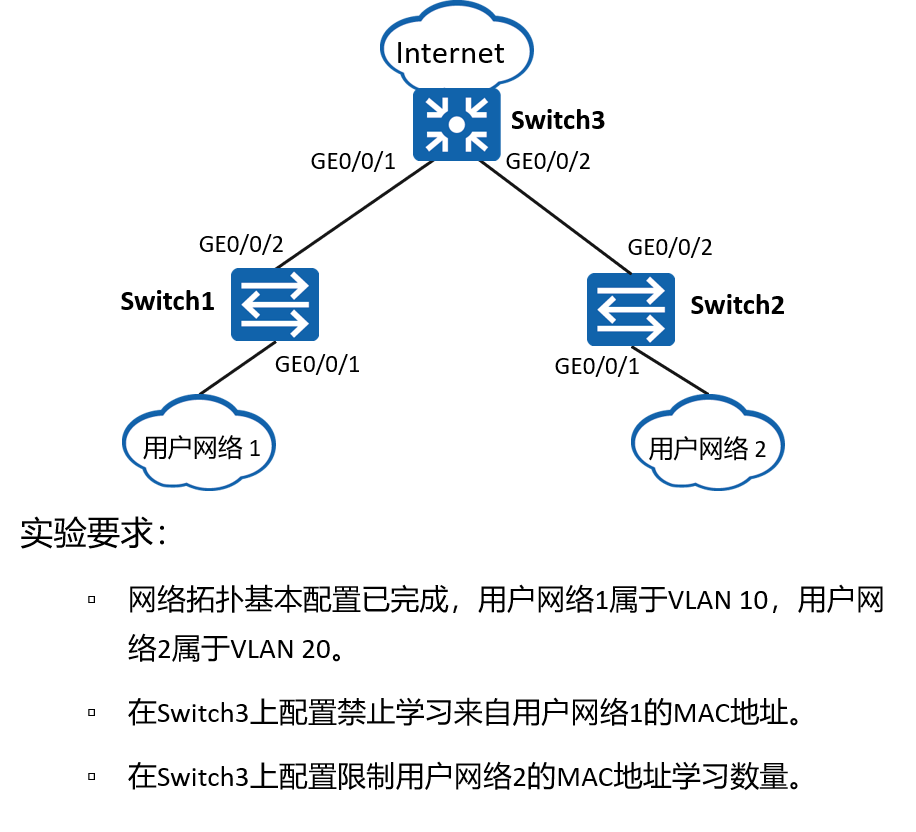 Internet
Switch3
GE0/0/1
GE0/0/2
GE0/0/2
GE0/0/2
Switch1
Switch2
GE0/0/1
GE0/0/1
用户网络 1
用户网络 2
实验要求：
▫ 网络拓扑基本配置已完成，用户网络1属于VLAN 10，用户网
络2属于VLAN 20。
▫ 在Switch3上配置禁止学习来自用户网络1的MAC地址。
▫ 在Switch3上配置限制用户网络2的MAC地址学习数量。